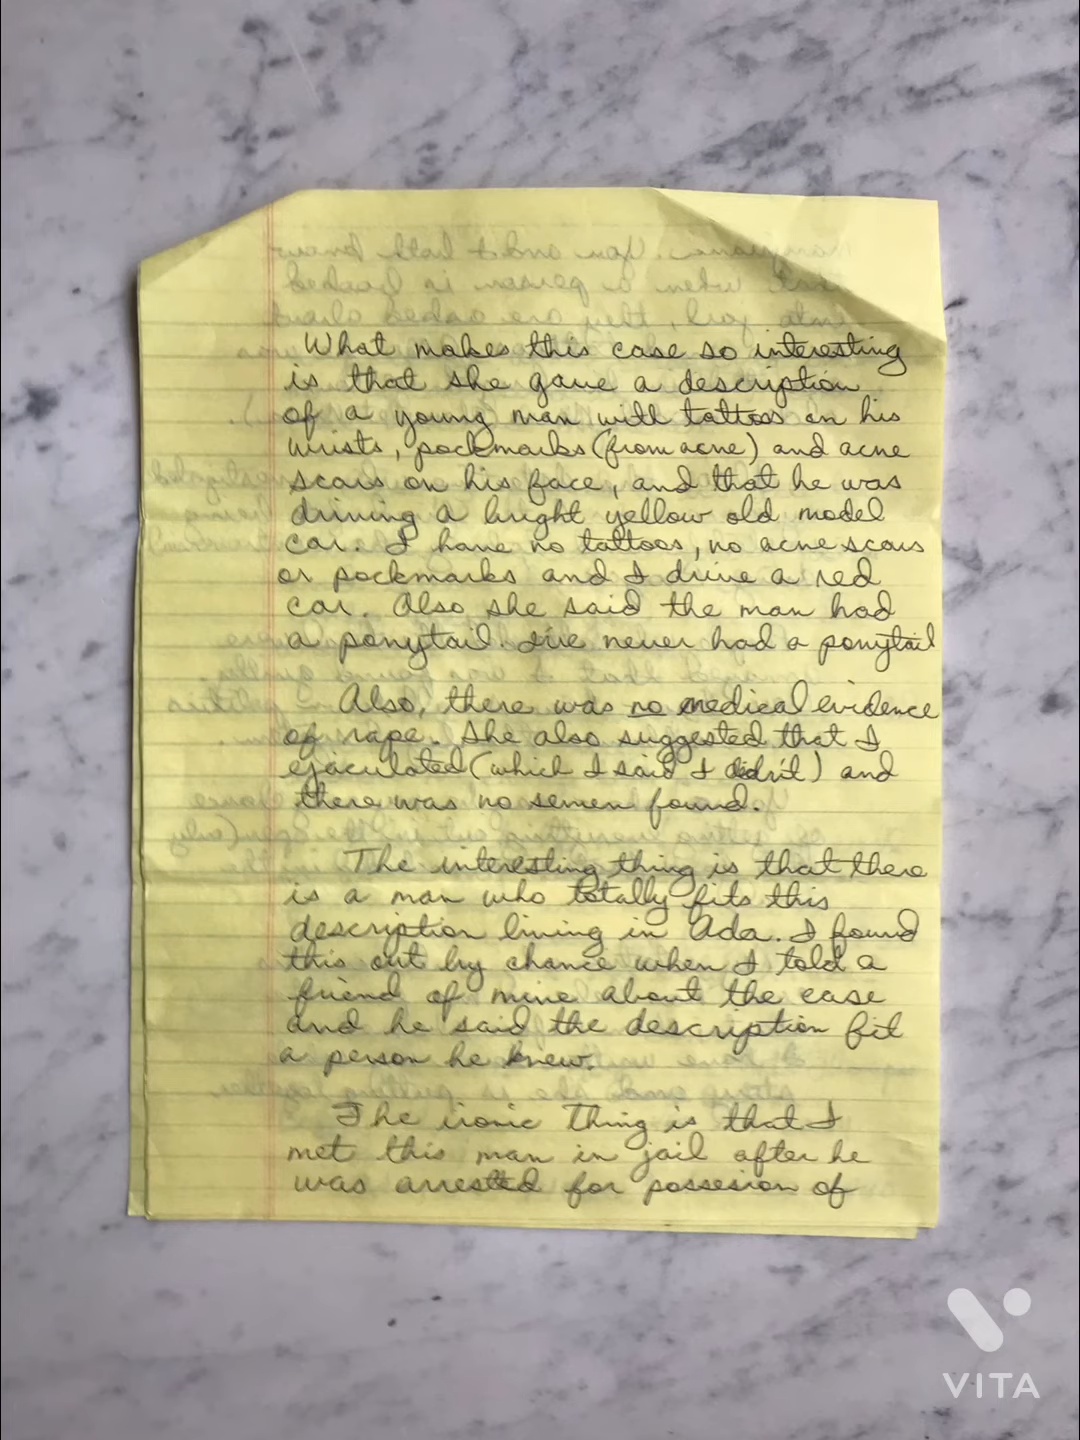 What makes this case so interesting
is that she gave a description
of a young man with tattoos on his
wrists, pockmarks (from acne) and acne
scars on his face, and that he was
driving a bright yellow old model
car. I have no tattoos, no acne scars
or pockmarks and I drive a red
car. Also she said the man had
a ponytail. I've never had a ponytail
Also, there was no medical evidence
of rape. She also suggested that I
ejaculated (which I said I didn't) and
there was no semen found.
The interesting thing is that there
is a man who totally fits this
description living in Ada. I found
this out by chance when I told a
friend of mine about the case
and he said the description fit
a person he knew.
The ironic thing is that I
met this man in jail after he
was arrested for possesion of
VITA